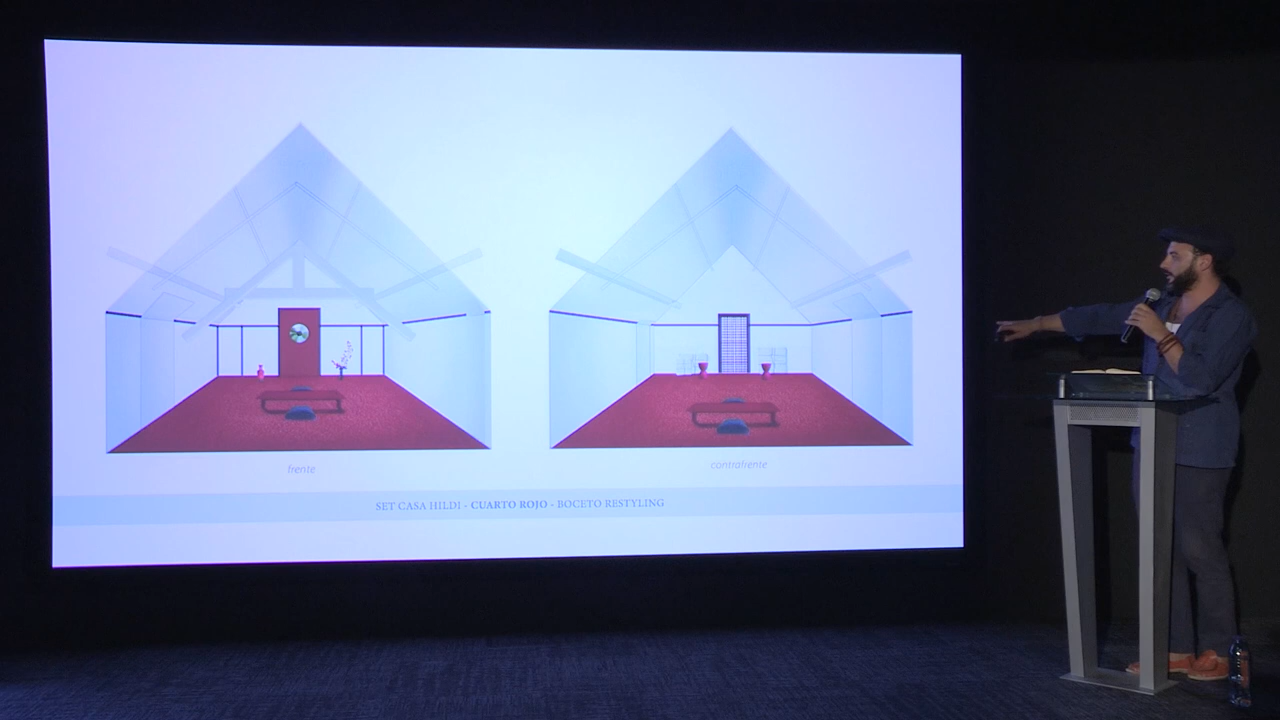 frente
contrafrente
SET CASA HILDI - CUARTO ROJO - BOCETO RESTYLING